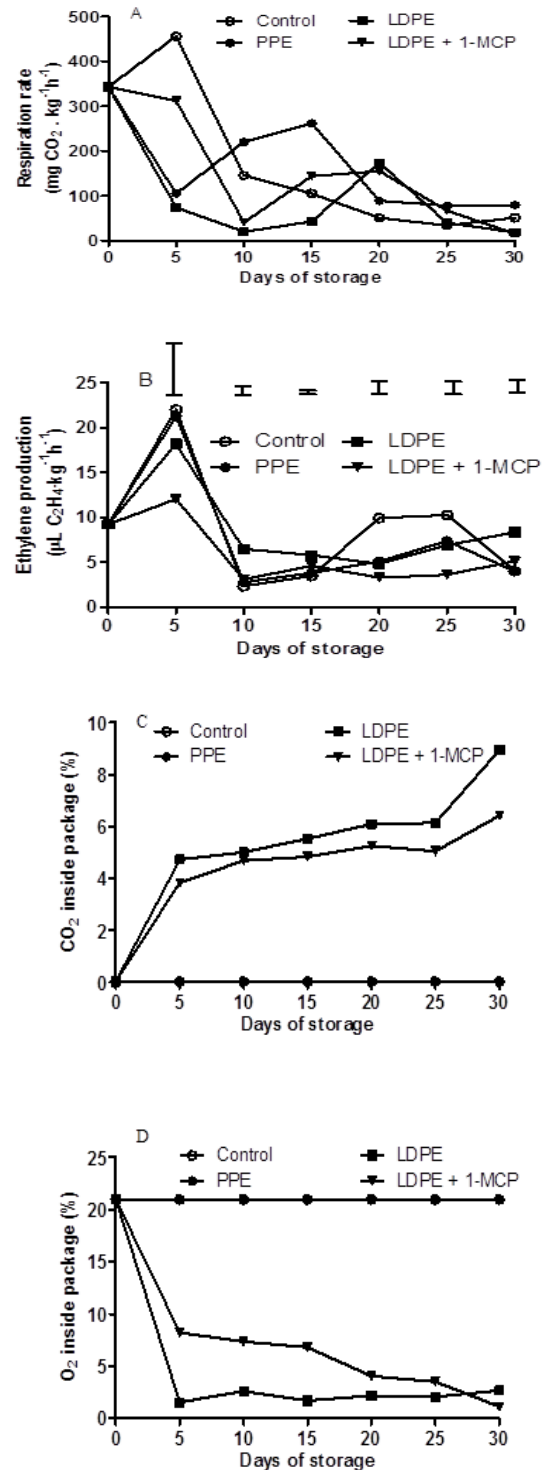 A
Control
LDPE
PPE
LDPE + 1-MCP
Respiration rate
(mg CO₂ . kg⁻¹h⁻¹)
500
400
300
200
100
0
0 5 10 15 20 25 30
Days of storage
B
Control
LDPE
PPE
LDPE + 1-MCP
Ethylene production
(µL C₂H₄.kg⁻¹h⁻¹)
25
20
15
10
5
0
0 5 10 15 20 25 30
Days of storage
C
Control
LDPE
PPE
LDPE + 1-MCP
CO₂ inside package (%)
10
8
6
4
2
0
0 5 10 15 20 25 30
Days of storage
D
Control
LDPE
PPE
LDPE + 1-MCP
O₂ inside package (%)
25
20
15
10
5
0
0 5 10 15 20 25 30
Days of storage